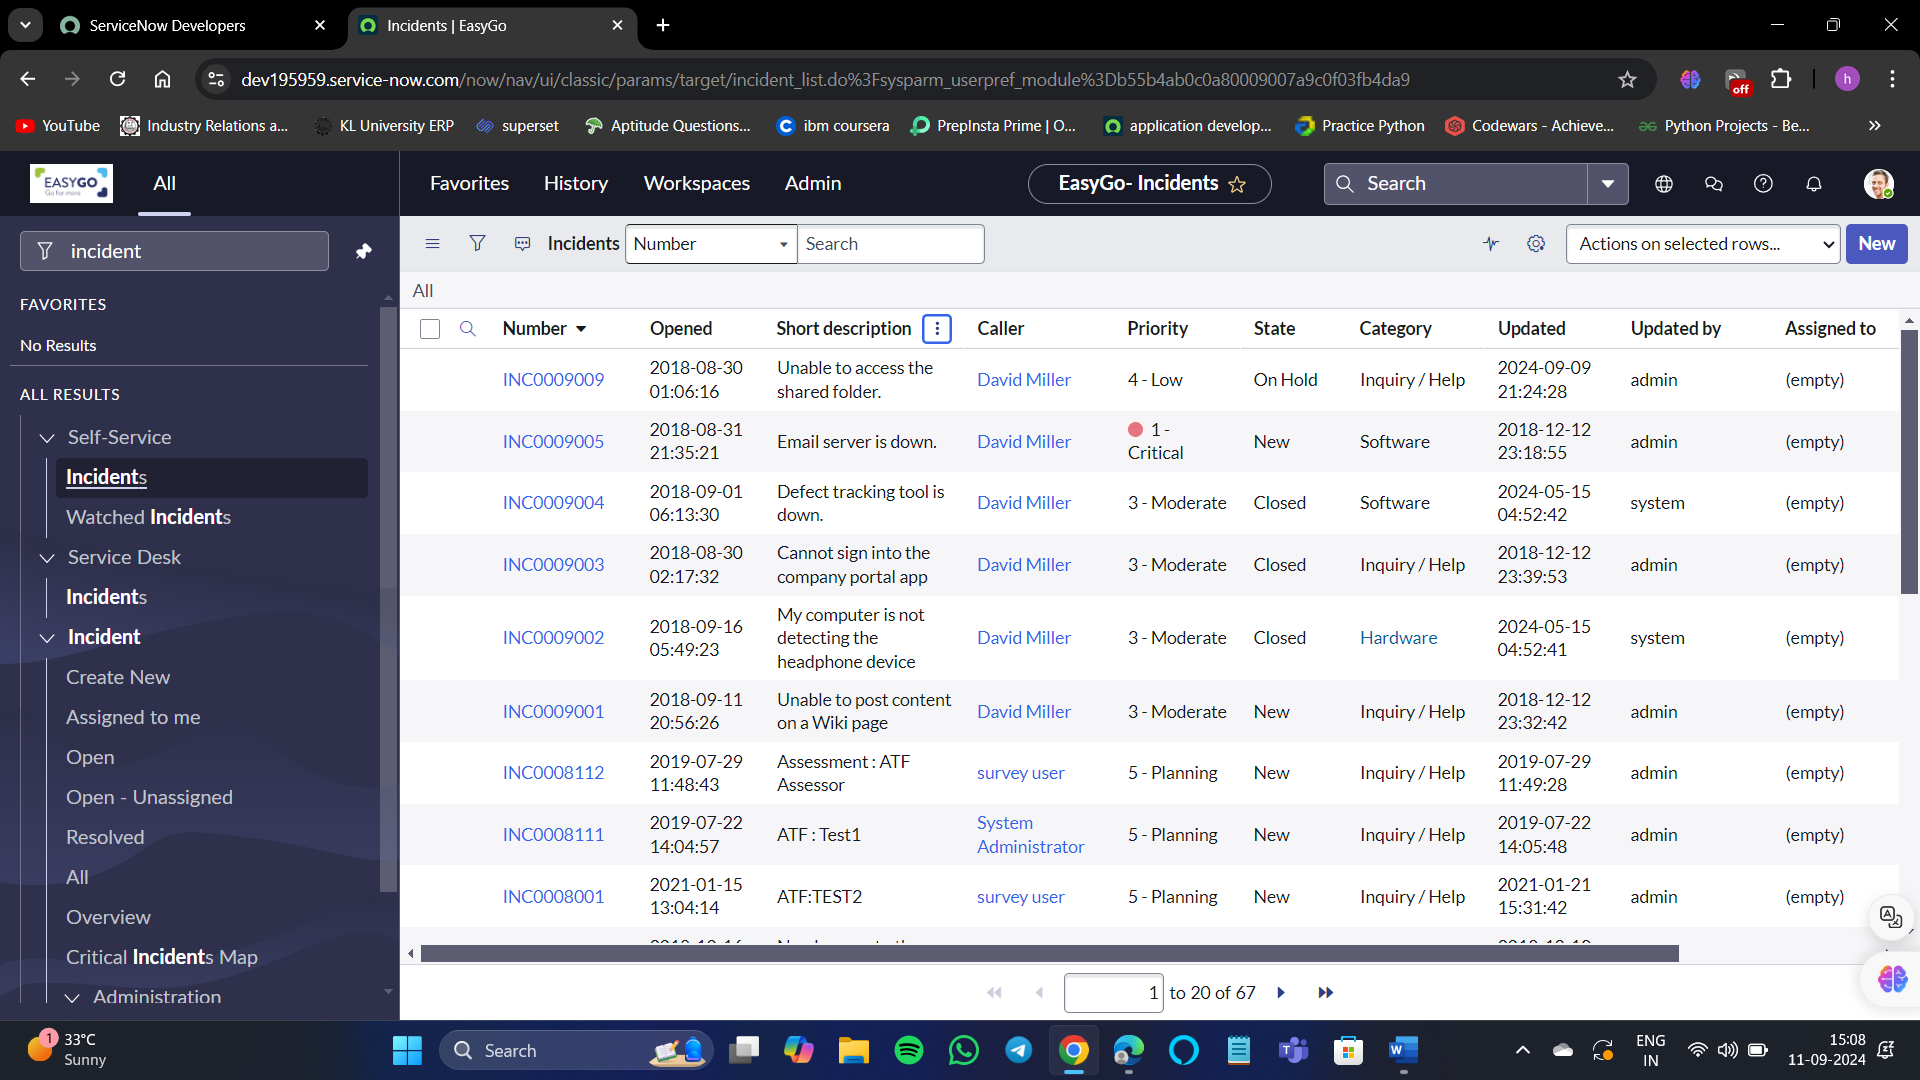 ServiceNow Developers
Incidents | EasyGo
dev195959.service-now.com/now/nav/ui/classic/params/target/incident_list.do%3Fsysparm_userpref_module%3Db55b4ab0c0a80009007a9c0f03fb4da9
off
h
YouTube
Industry Relations a...
KL University ERP
superset
Aptitude Questions...
ibm coursera
PrepInsta Prime | O...
application develop...
Practice Python
Codewars - Achieve...
Python Projects - Be...
EASYGO
Go for more
All
Favorites
History
Workspaces
Admin
EasyGo- Incidents
Search
incident
FAVORITES
No Results
ALL RESULTS
Self-Service
Incidents
Watched Incidents
Service Desk
Incidents
Incident
Create New
Assigned to me
Open
Open - Unassigned
Resolved
All
Overview
Critical Incidents Map
Administration
Incidents
Number
Search
Actions on selected rows...
New
All
Number Opened Short description Caller Priority State Category Updated Updated by Assigned to
INC0009009 2018-08-30 01:06:16 Unable to access the shared folder. David Miller 4 - Low On Hold Inquiry / Help 2024-09-09 21:24:28 admin (empty)
INC0009005 2018-08-31 21:35:21 Email server is down. David Miller 1 - Critical New Software 2018-12-12 23:18:55 admin (empty)
INC0009004 2018-09-01 06:13:30 Defect tracking tool is down. David Miller 3 - Moderate Closed Software 2024-05-15 04:52:42 system (empty)
INC0009003 2018-08-30 02:17:32 Cannot sign into the company portal app David Miller 3 - Moderate Closed Inquiry / Help 2018-12-12 23:39:53 admin (empty)
INC0009002 2018-09-16 05:49:23 My computer is not detecting the headphone device David Miller 3 - Moderate Closed Hardware 2024-05-15 04:52:41 system (empty)
INC0009001 2018-09-11 20:56:26 Unable to post content on a Wiki page David Miller 3 - Moderate New Inquiry / Help 2018-12-12 23:32:42 admin (empty)
INC0008112 2019-07-29 11:48:43 Assessment : ATF Assessor survey user 5 - Planning New Inquiry / Help 2019-07-29 11:49:28 admin (empty)
INC0008111 2019-07-22 14:04:57 ATF : Test1 System Administrator 5 - Planning New Inquiry / Help 2019-07-22 14:05:48 admin (empty)
INC0008001 2021-01-15 13:04:14 ATF:TEST2 survey user 5 - Planning New Inquiry / Help 2021-01-21 15:31:42 admin (empty)
1 to 20 of 67
1
33°C
Sunny
Search
ENG
IN
15:08
11-09-2024